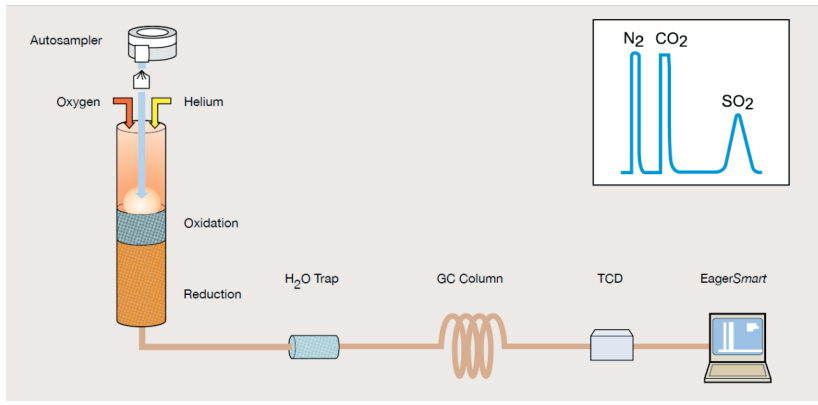 Autosampler
N2 CO2
SO2
Oxygen
Helium
Oxidation
Reduction
H2O Trap
GC Column
TCD
EagerSmart